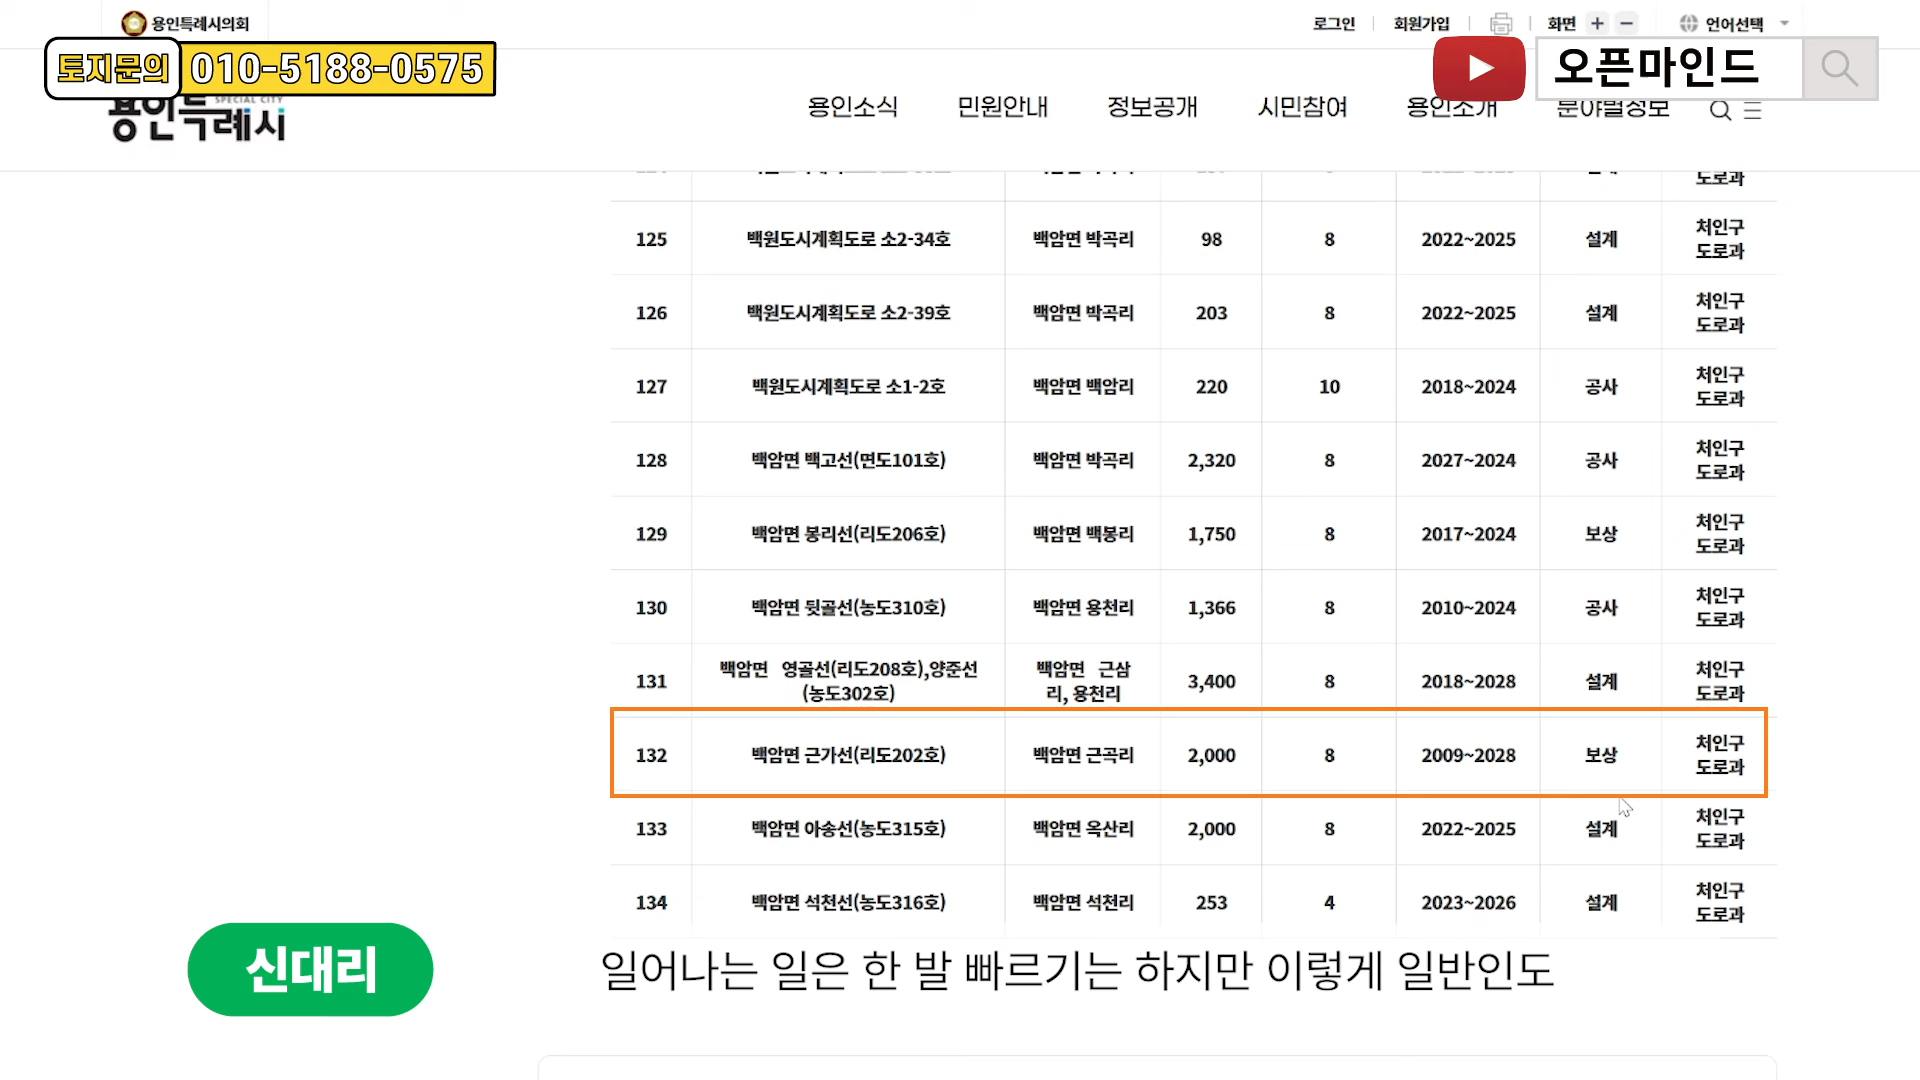 용인특례시의회
로그인 회원가입 화면 + − 언어선택
토지문의 010-5188-0575
오픈마인드
SPECIAL CITY
용인특례시
용인소식 민원안내 정보공개 시민참여 용인소개 분야별정보
도로과
125 백원도시계획도로 소2-34호 백암면 박곡리 98 8 2022~2025 설계 처인구
도로과
126 백원도시계획도로 소2-39호 백암면 박곡리 203 8 2022~2025 설계 처인구
도로과
127 백원도시계획도로 소1-2호 백암면 백암리 220 10 2018~2024 공사 처인구
도로과
128 백암면 백고선(면도101호) 백암면 박곡리 2,320 8 2027~2024 공사 처인구
도로과
129 백암면 봉리선(리도206호) 백암면 백봉리 1,750 8 2017~2024 보상 처인구
도로과
130 백암면 뒷골선(농도310호) 백암면 용천리 1,366 8 2010~2024 공사 처인구
도로과
131 백암면 영골선(리도208호),양준선 백암면 근삼 3,400 8 2018~2028 설계 처인구
(농도302호) 리, 용천리 도로과
132 백암면 근가선(리도202호) 백암면 근곡리 2,000 8 2009~2028 보상 처인구
도로과
133 백암면 아송선(농도315호) 백암면 옥산리 2,000 8 2022~2025 설계 처인구
도로과
134 백암면 석천선(농도316호) 백암면 석천리 253 4 2023~2026 설계 처인구
도로과
신대리
일어나는 일은 한 발 빠르기는 하지만 이렇게 일반인도